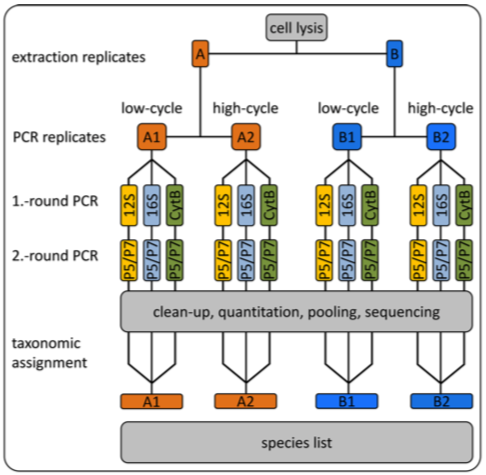 cell lysis
extraction replicates A B
low-cycle high-cycle low-cycle high-cycle
PCR replicates A1 A2 B1 B2
1.-round PCR 12S 16S CytB 12S 16S CytB 12S 16S CytB 12S 16S CytB
2.-round PCR P5/P7 P5/P7 P5/P7 P5/P7 P5/P7 P5/P7 P5/P7 P5/P7 P5/P7 P5/P7 P5/P7 P5/P7
clean-up, quantitation, pooling, sequencing
taxonomic
assignment
A1 A2 B1 B2
species list